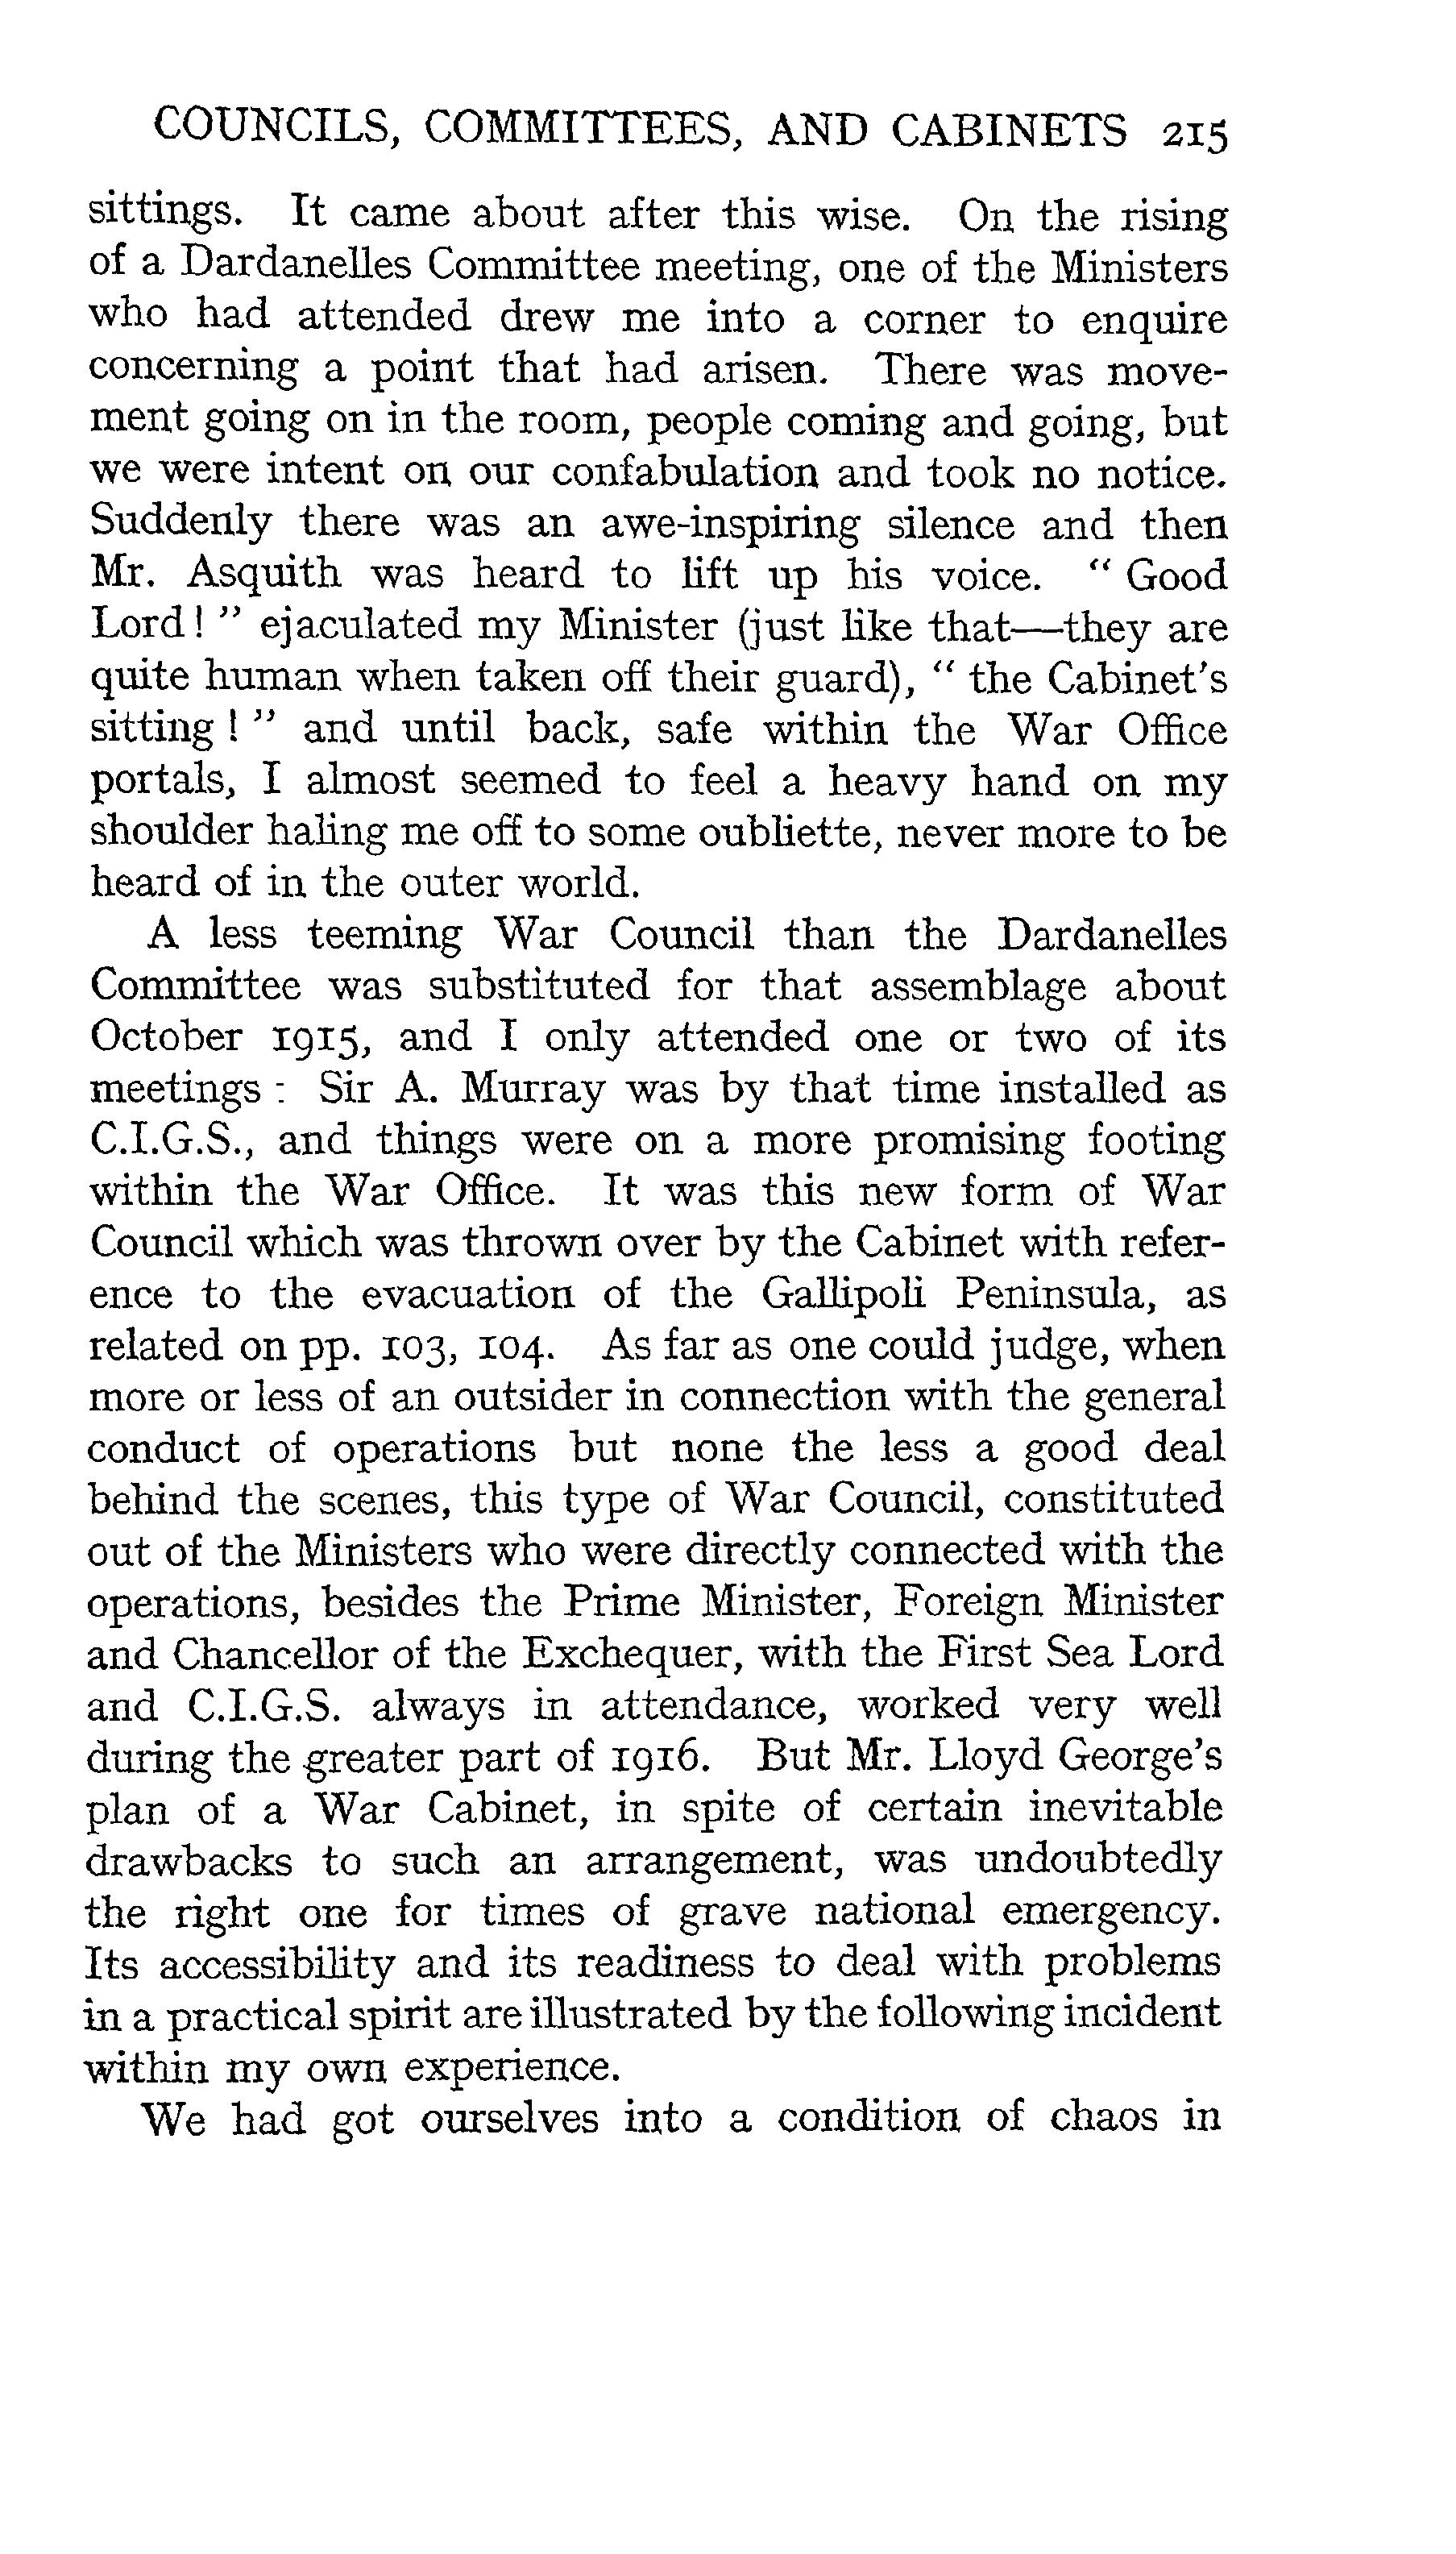 COUNCILS, COMMITTEES, AND CABINETS 215
sittings. It came about after this wise. On the rising
of a Dardanelles Committee meeting, one of the Ministers
who had attended drew me into a corner to enquire
concerning a point that had arisen. There was move-
ment going on in the room, people coming and going, but
we were intent on our confabulation and took no notice.
Suddenly there was an awe-inspiring silence and then
Mr. Asquith was heard to lift up his voice. " Good
Lord! " ejaculated my Minister (just like that—they are
quite human when taken off their guard), " the Cabinet's
sitting ! " and until back, safe within the War Office
portals, I almost seemed to feel a heavy hand on my
shoulder haling me off to some oubliette, never more to be
heard of in the outer world.
A less teeming War Council than the Dardanelles
Committee was substituted for that assemblage about
October 1915, and I only attended one or two of its
meetings : Sir A. Murray was by that time installed as
C.I.G.S., and things were on a more promising footing
within the War Office. It was this new form of War
Council which was thrown over by the Cabinet with refer-
ence to the evacuation of the Gallipoli Peninsula, as
related on pp. 103, 104. As far as one could judge, when
more or less of an outsider in connection with the general
conduct of operations but none the less a good deal
behind the scenes, this type of War Council, constituted
out of the Ministers who were directly connected with the
operations, besides the Prime Minister, Foreign Minister
and Chancellor of the Exchequer, with the First Sea Lord
and C.I.G.S. always in attendance, worked very well
during the greater part of 1916. But Mr. Lloyd George's
plan of a War Cabinet, in spite of certain inevitable
drawbacks to such an arrangement, was undoubtedly
the right one for times of grave national emergency.
Its accessibility and its readiness to deal with problems
in a practical spirit are illustrated by the following incident
within my own experience.
We had got ourselves into a condition of chaos in